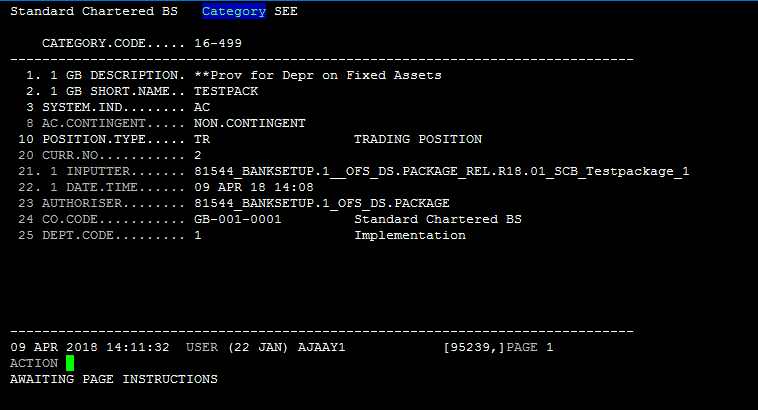 Standard Chartered BS   Category SEE
CATEGORY.CODE..... 16-499
--------------------------------------------------------------------------------
1. 1 GB DESCRIPTION. **Prov for Depr on Fixed Assets
2. 1 GB SHORT.NAME.. TESTPACK
3 SYSTEM.IND........ AC
8 AC.CONTINGENT..... NON.CONTINGENT
10 POSITION.TYPE..... TR                  TRADING POSITION
20 CURR.NO........... 2
21. 1 INPUTTER....... 81544_BANKSETUP.1__OFS_DS.PACKAGE_REL.R18.01_SCB_Testpackage_1
22. 1 DATE.TIME...... 09 APR 18 14:08
23 AUTHORISER........ 81544_BANKSETUP.1_OFS_DS.PACKAGE
24 CO.CODE........... GB-001-0001         Standard Chartered BS
25 DEPT.CODE......... 1                   Implementation
--------------------------------------------------------------------------------
09 APR 2018 14:11:32  USER (22 JAN) AJAAY1            [95239,]PAGE 1
ACTION
AWAITING PAGE INSTRUCTIONS